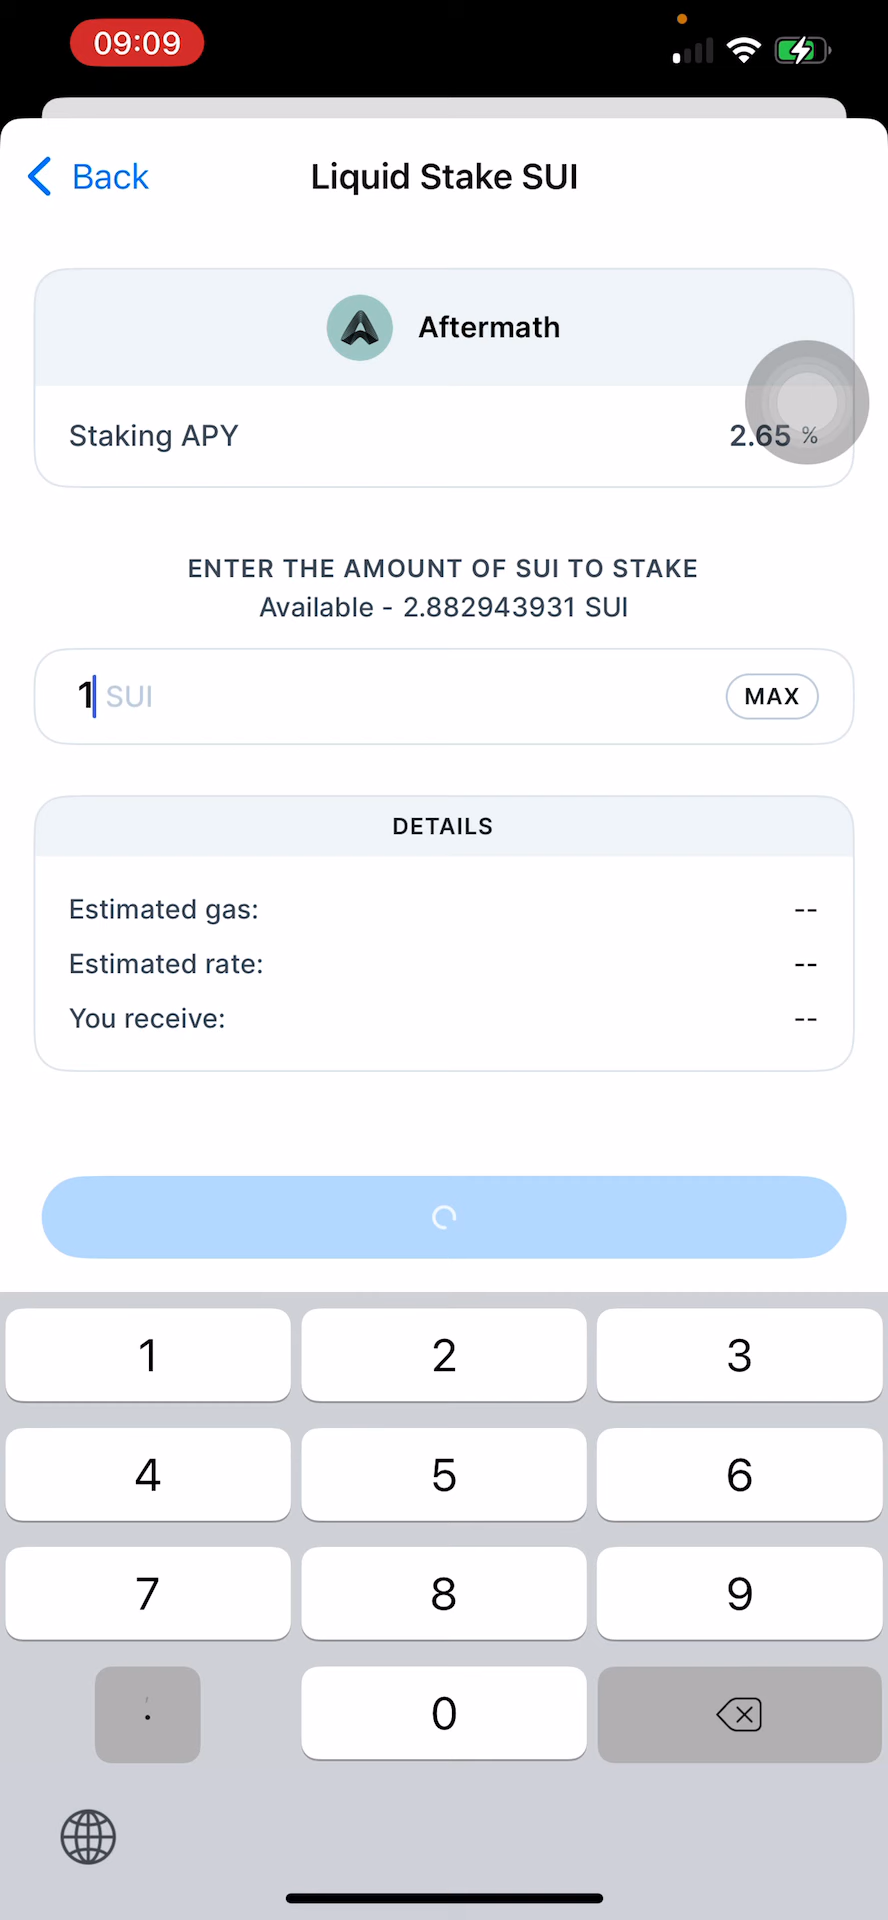 09:09
Back
Liquid Stake SUI
Aftermath
Staking APY
2.65 %
ENTER THE AMOUNT OF SUI TO STAKE
Available - 2.882943931 SUI
1 SUI
MAX
DETAILS
Estimated gas: --
Estimated rate: --
You receive: --
1 2 3
4 5 6
7 8 9
. 0